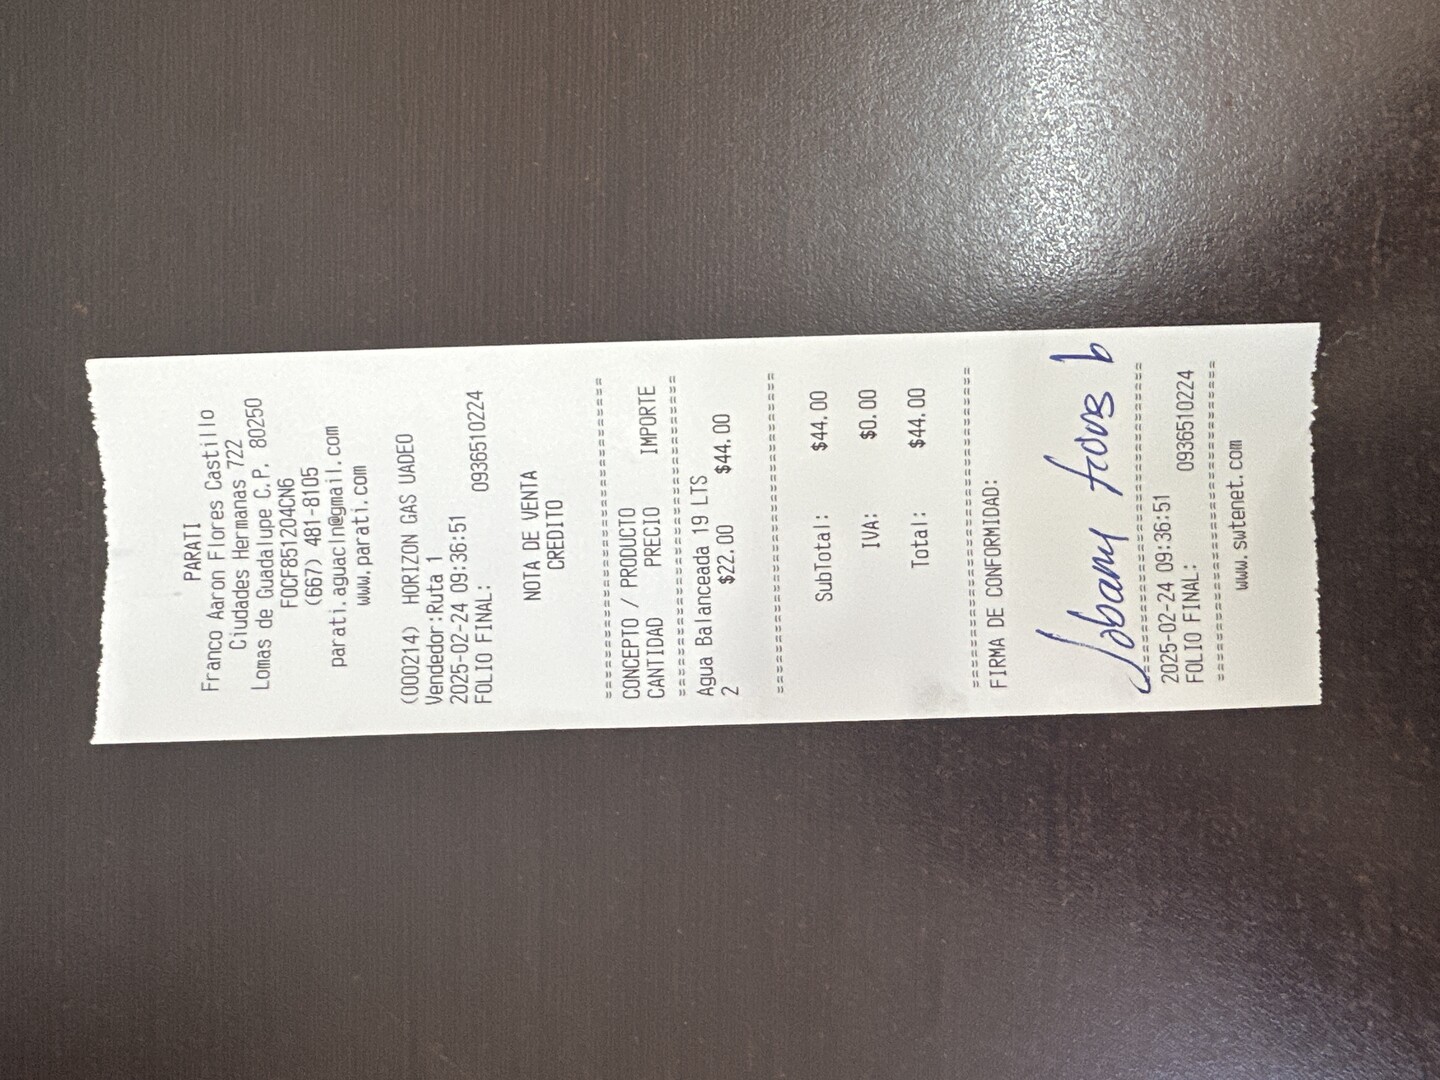 PARATI
Franco Aaron Flores Castillo
Ciudades Hermanas 722
Lomas de Guadalupe C.P. 80250
FOCF851204CN6
(667) 481-8105
parati.aguacln@gmail.com
www.parati.com
(000214) HORIZON GAS UADEO
Vendedor:Ruta 1
2025-02-24 09:36:51
FOLIO FINAL: 0936510224
NOTA DE VENTA
CREDITO
==============================
CONCEPTO / PRODUCTO
CANTIDAD PRECIO IMPORTE
==============================
Agua Balanceada 19 LTS
2 $22.00 $44.00
==============================
SubTotal: $44.00
IVA: $0.00
Total: $44.00
==============================
FIRMA DE CONFORMIDAD:
==============================
2025-02-24 09:36:51
FOLIO FINAL: 0936510224
==============================
www.swtenet.com